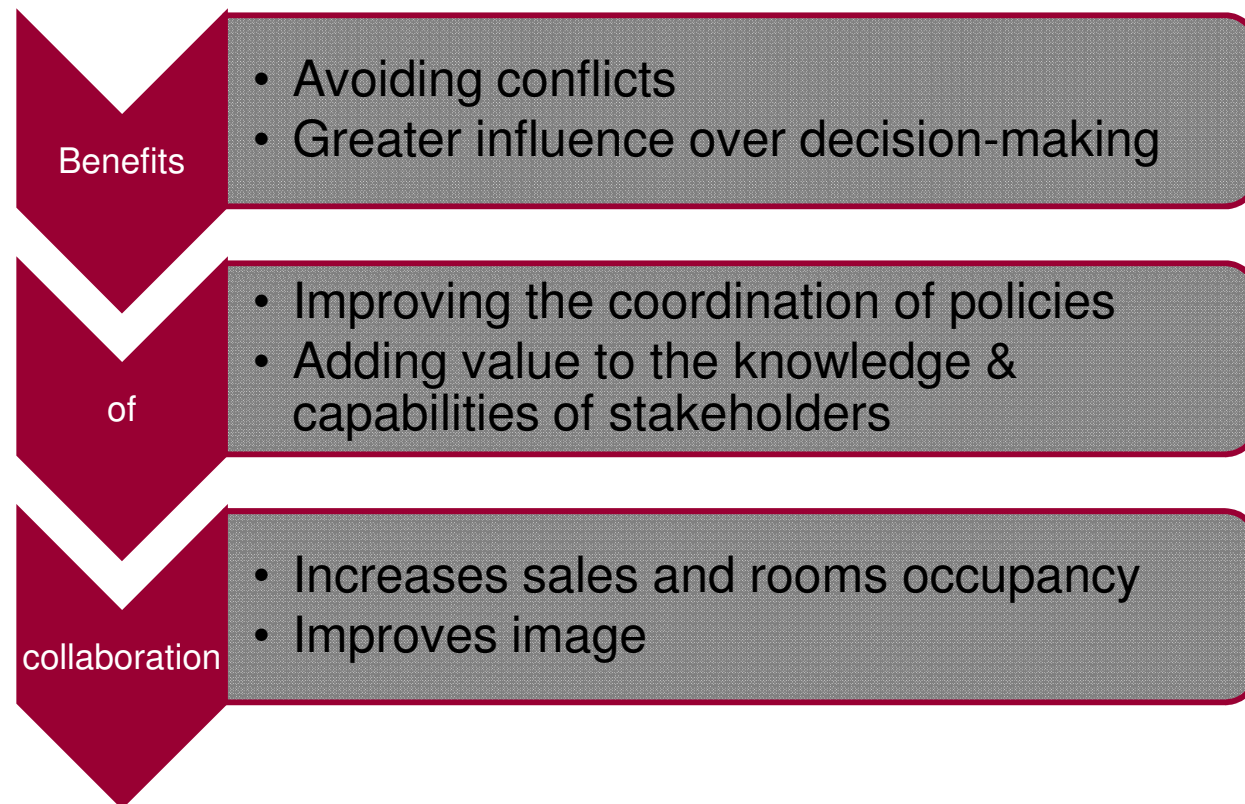 Benefits
• Avoiding conflicts
• Greater influence over decision-making
of
• Improving the coordination of policies
• Adding value to the knowledge &
capabilities of stakeholders
collaboration
• Increases sales and rooms occupancy
• Improves image